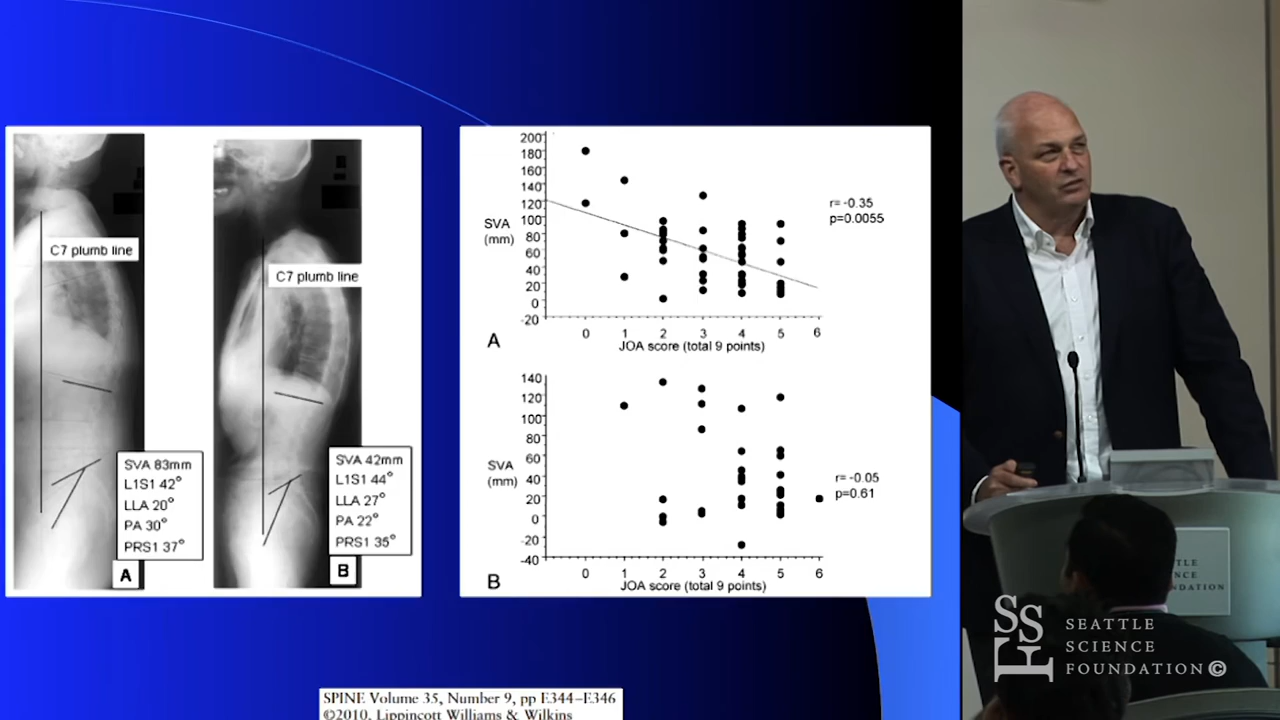 C7 plumb line
C7 plumb line
SVA 83mm
L1S1 42°
LLA 20°
PA 30°
PRS1 37°
A
SVA 42mm
L1S1 44°
LLA 27°
PA 22°
PRS1 35°
B
200
180
160
140
120
100
80
60
40
20
0
-20
SVA
(mm)
r= -0.35
p=0.0055
0 1 2 3 4 5 6
JOA score (total 9 points)
A
140
120
100
80
60
40
20
0
-20
-40
SVA
(mm)
r= -0.05
p=0.61
0 1 2 3 4 5 6
JOA score (total 9 points)
B
SPINE Volume 35, Number 9, pp E344–E346
©2010, Lippincott Williams & Wilkins
TLE
NCE
NDATION
SSF
SEATTLE
SCIENCE
FOUNDATION©